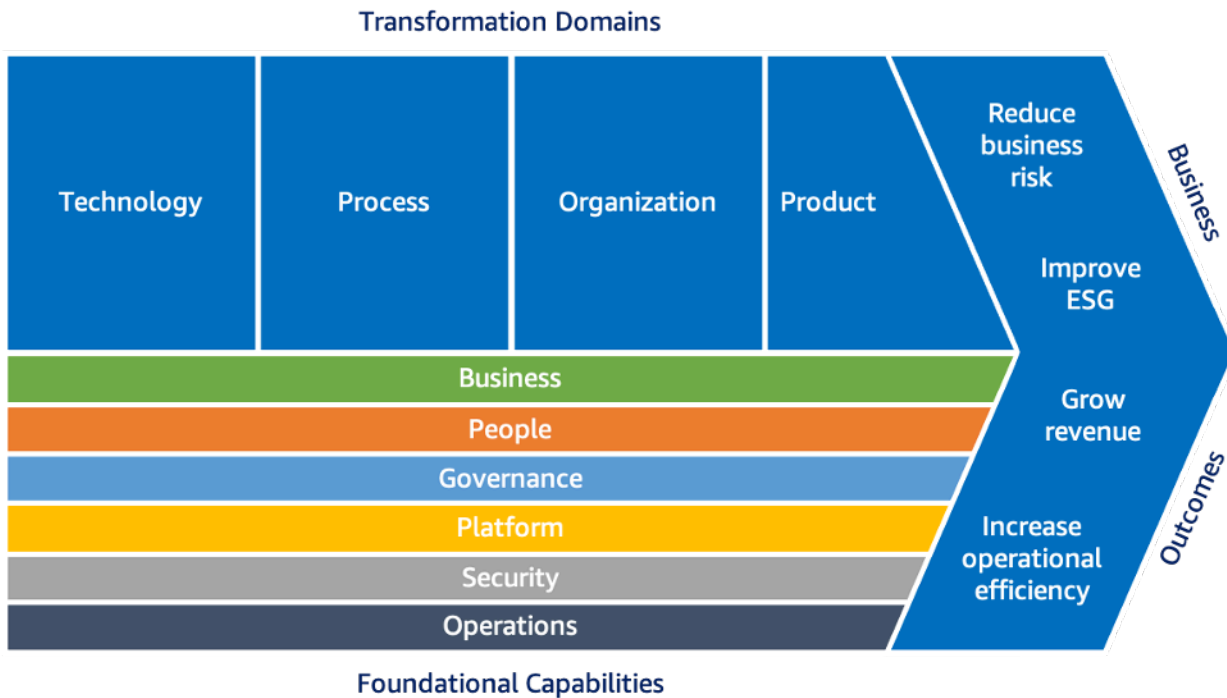 Transformation Domains
Technology
Process
Organization
Product
Reduce
business
risk
Improve
ESG
Grow
revenue
Increase
operational
efficiency
Business
Outcomes
Business
People
Governance
Platform
Security
Operations
Foundational Capabilities